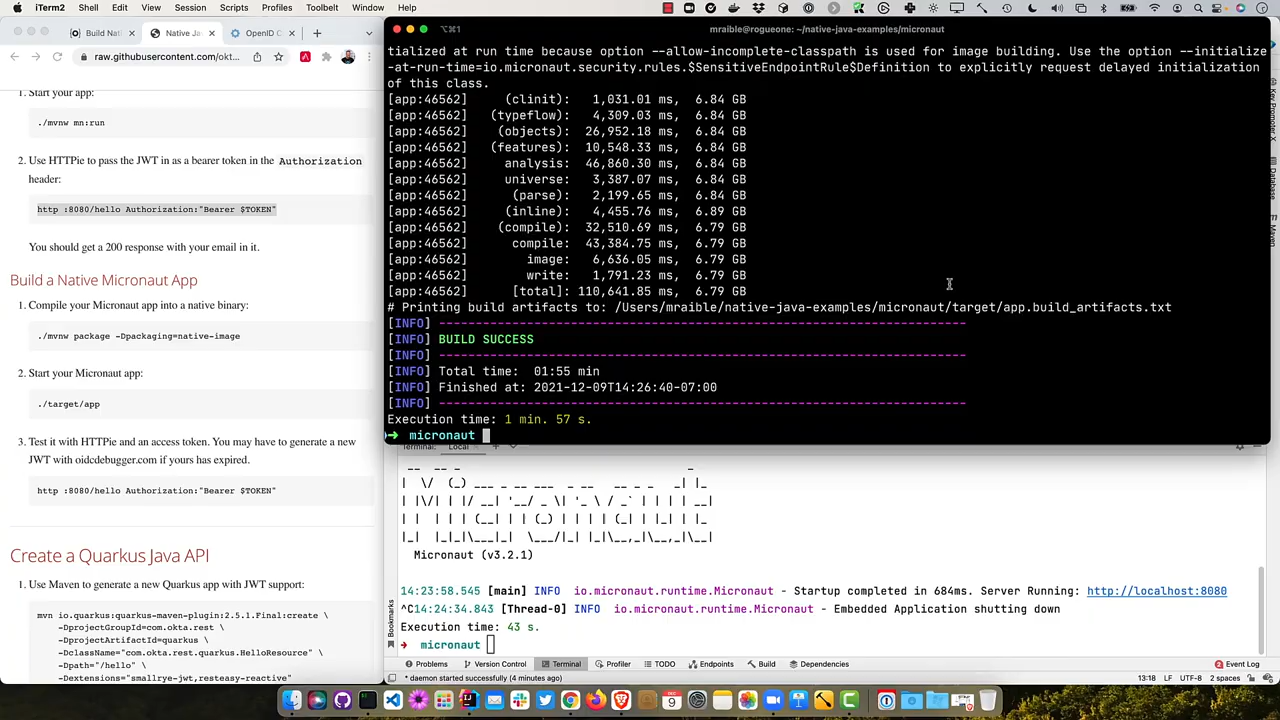 iTerm2 Shell Edit View Session Scripts Profiles Toolbelt Window Help
Build Nati
Native Ja
OpenID C
raw.githubusercontent.com/okt...
⌥⌘1
mraible@rogueone: ~/native-java-examples/micronaut
1. Start your app:
./mvnw mn:run
2. Use HTTPie to pass the JWT in as a bearer token in the Authorization
header:
http :8080/hello Authorization:"Bearer $TOKEN"
You should get a 200 response with your email in it.
Build a Native Micronaut App
1. Compile your Micronaut app into a native binary:
./mvnw package -Dpackaging=native-image
2. Start your Micronaut app:
./target/app
3. Test it with HTTPie and an access token. You may have to generate a new
JWT with oidcdebugger.com if yours has expired.
http :8080/hello Authorization:"Bearer $TOKEN"
Create a Quarkus Java API
1. Use Maven to generate a new Quarkus app with JWT support:
mvn io.quarkus:quarkus-maven-plugin:2.5.1.Final:create \
-DprojectGroupId=com.okta.rest \
-DprojectArtifactId=quarkus \
-DclassName="com.okta.rest.quarkus.HelloResource" \
-Dpath="/hello" \
-Dextensions="smallrye-jwt,resteasy-reactive"
tialized at run time because option --allow-incomplete-classpath is used for image building. Use the option --initialize
-at-run-time=io.micronaut.security.rules.$SensitiveEndpointRule$Definition to explicitly request delayed initialization
of this class.
[app:46562] (clinit): 1,031.01 ms, 6.84 GB
[app:46562] (typeflow): 4,309.03 ms, 6.84 GB
[app:46562] (objects): 26,952.18 ms, 6.84 GB
[app:46562] (features): 10,548.33 ms, 6.84 GB
[app:46562] analysis: 46,860.30 ms, 6.84 GB
[app:46562] universe: 3,387.07 ms, 6.84 GB
[app:46562] (parse): 2,199.65 ms, 6.84 GB
[app:46562] (inline): 4,455.76 ms, 6.89 GB
[app:46562] (compile): 32,510.69 ms, 6.79 GB
[app:46562] compile: 43,384.75 ms, 6.79 GB
[app:46562] image: 6,636.05 ms, 6.79 GB
[app:46562] write: 1,791.23 ms, 6.79 GB
[app:46562] [total]: 110,641.85 ms, 6.79 GB
# Printing build artifacts to: /Users/mraible/native-java-examples/micronaut/target/app.build_artifacts.txt
[INFO] ------------------------------------------------------------------------
[INFO] BUILD SUCCESS
[INFO] ------------------------------------------------------------------------
[INFO] Total time: 01:55 min
[INFO] Finished at: 2021-12-09T14:26:40-07:00
[INFO] ------------------------------------------------------------------------
Execution time: 1 min. 57 s.
➜ micronaut
Terminal: Local
Micronaut (v3.2.1)
14:23:58.545 [main] INFO io.micronaut.runtime.Micronaut - Startup completed in 684ms. Server Running: http://localhost:8080
^C14:24:34.843 [Thread-0] INFO io.micronaut.runtime.Micronaut - Embedded Application shutting down
Execution time: 43 s.
➜ micronaut
Problems Version Control Terminal Profiler TODO Endpoints Build Dependencies Event Log
* daemon started successfully (4 minutes ago) 13:18 LF UTF-8 2 spaces
Key Promoter X
Database
Maven
Bookmarks